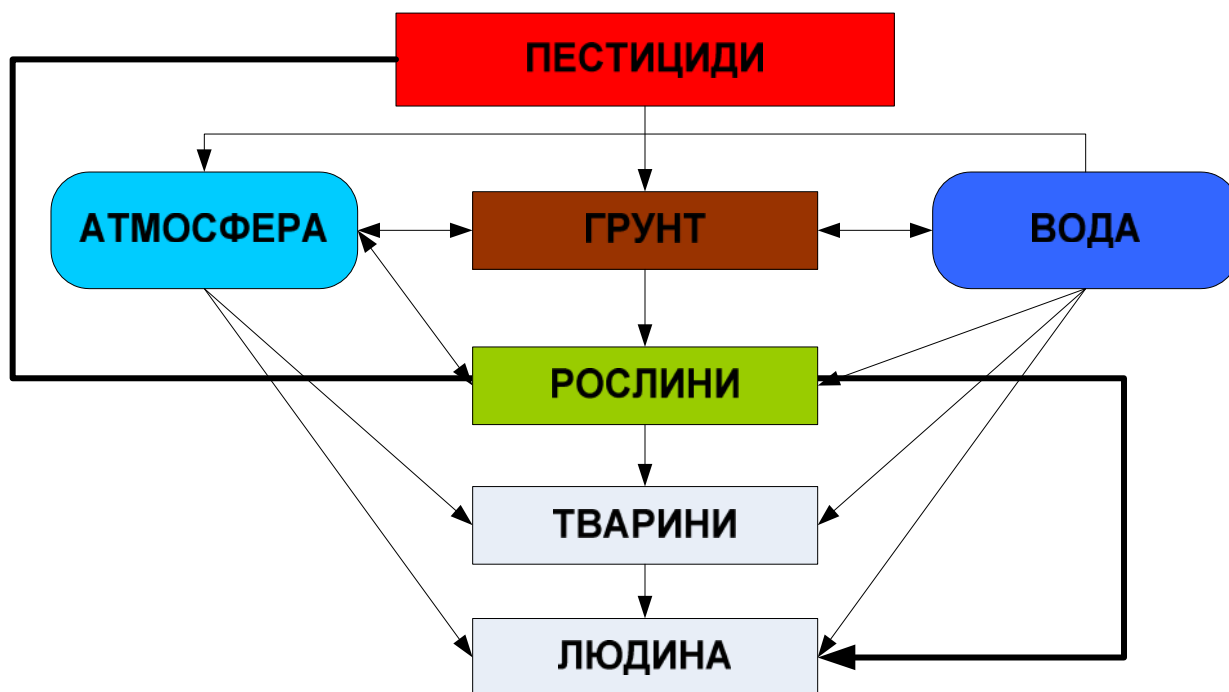 ПЕСТИЦИДИ
АТМОСФЕРА
ГРУНТ
ВОДА
РОСЛИНИ
ТВАРИНИ
ЛЮДИНА